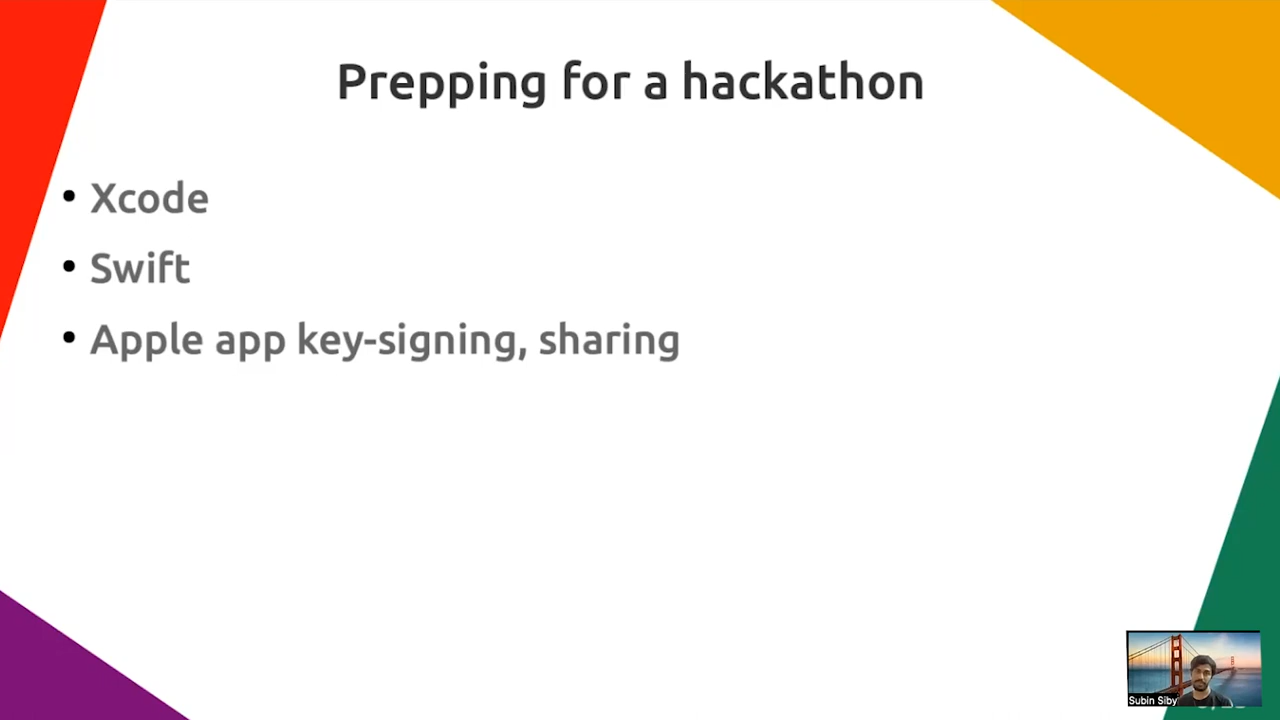 Prepping for a hackathon
• Xcode
• Swift
• Apple app key-signing, sharing
Subin Siby